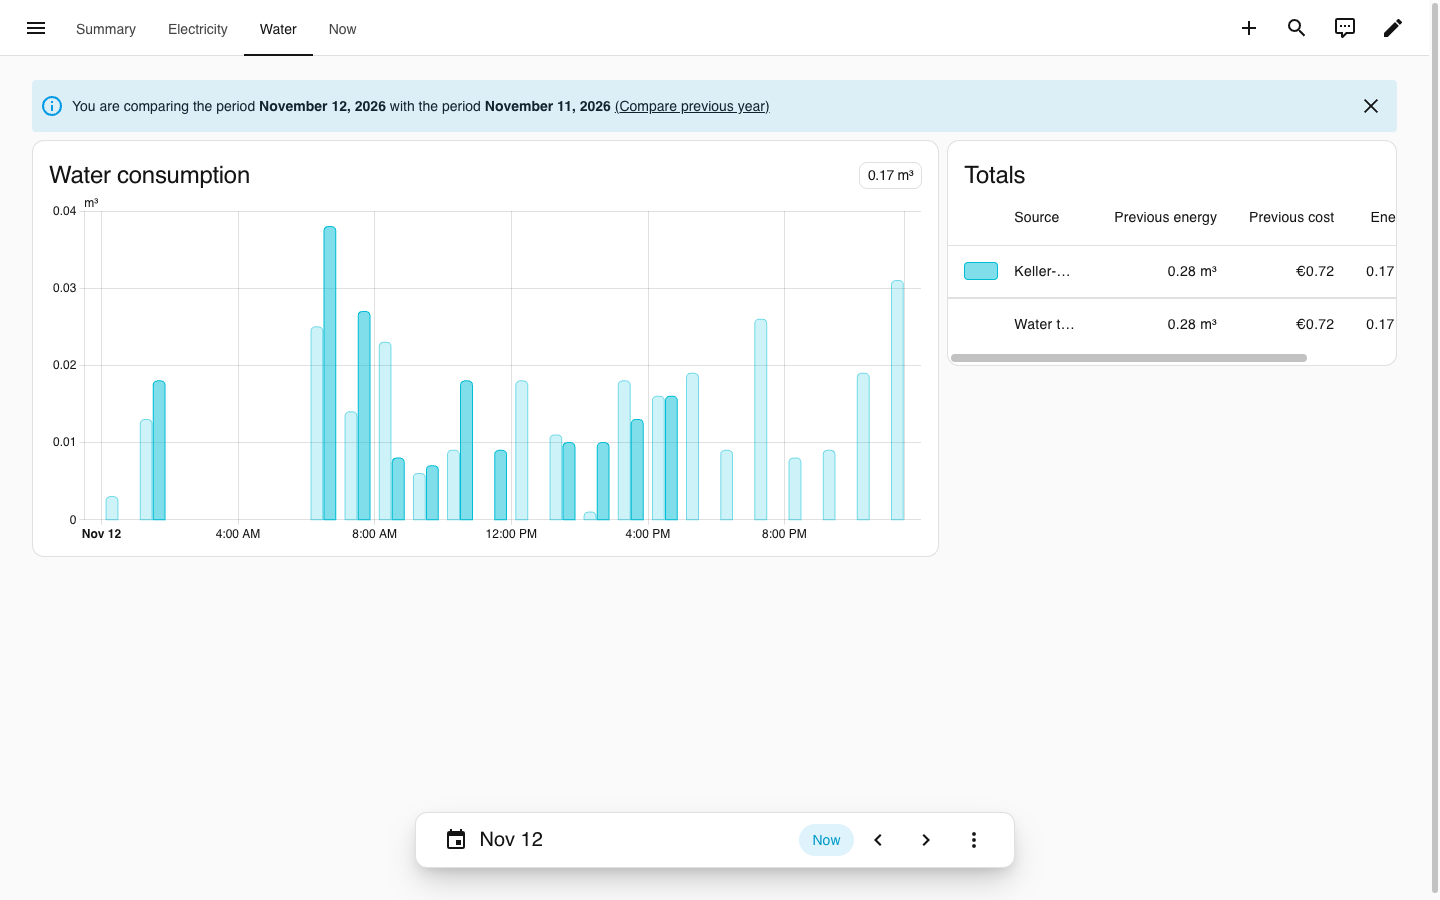 Summary Electricity Water Now
You are comparing the period November 12, 2026 with the period November 11, 2026 (Compare previous year)
Water consumption
0.17 m³
m³
0.04
0.03
0.02
0.01
0
Nov 12 4:00 AM 8:00 AM 12:00 PM 4:00 PM 8:00 PM
Totals
Source Previous energy Previous cost Ene
Keller-… 0.28 m³ €0.72 0.17
Water t… 0.28 m³ €0.72 0.17
Nov 12 Now